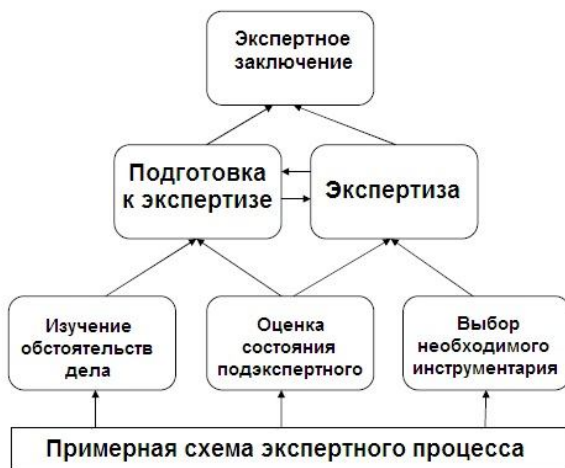 Экспертное
заключение
Подготовка
к экспертизе
Экспертиза
Изучение
обстоятельств
дела
Оценка
состояния
подэкспертного
Выбор
необходимого
инструментария
Примерная схема экспертного процесса